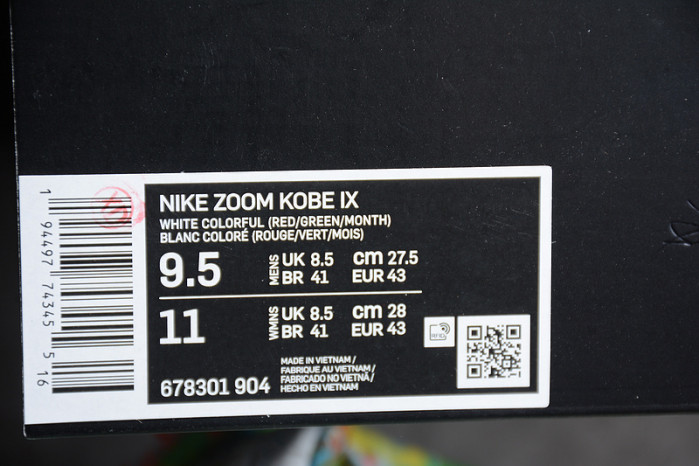 NIKE ZOOM KOBE IX
WHITE COLORFUL (RED/GREEN/MONTH)
BLANC COLORÉ (ROUGE/VERT/MOIS)
9.5 MENS UK 8.5 cm 27.5
BR 41 EUR 43
11 WMNS UK 8.5 cm 28
BR 41 EUR 43
678301 904
MADE IN VIETNAM /
FABRIQUE AU VIETNAM /
FABRICADO NO VIETNÃ /
HECHO EN VIETNAM
1 94497 74345 5 16